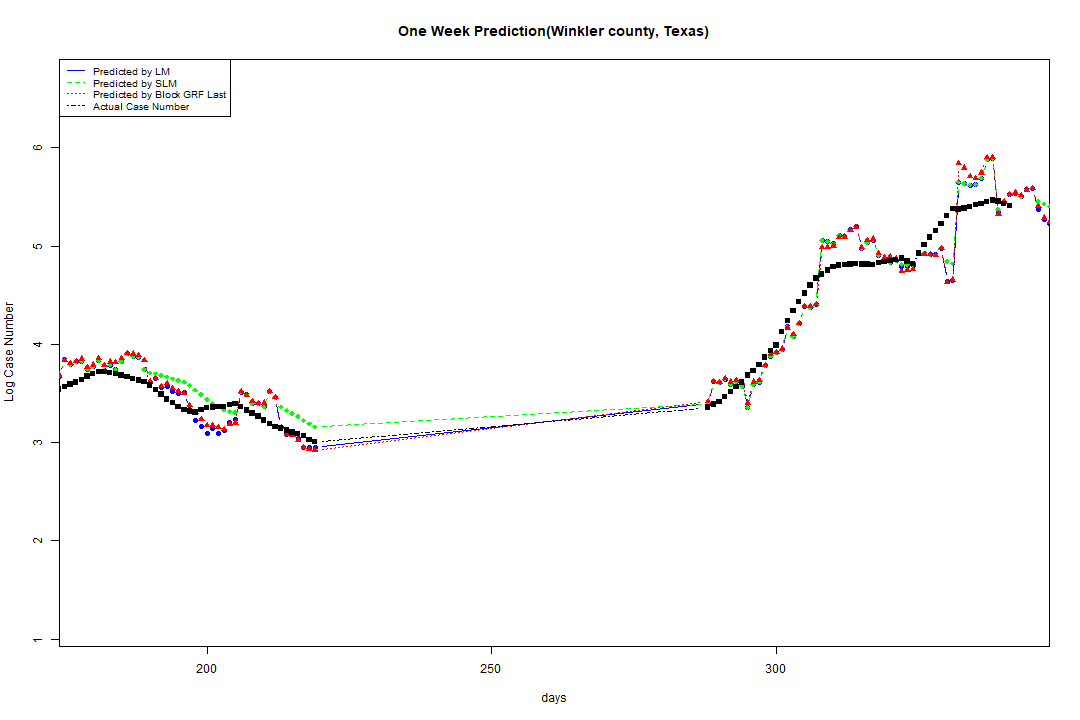 One Week Prediction(Winkler county, Texas)
Predicted by LM
Predicted by SLM
Predicted by Block GRF Last
Actual Case Number
6
5
4
3
2
1
Log Case Number
200
250
300
days